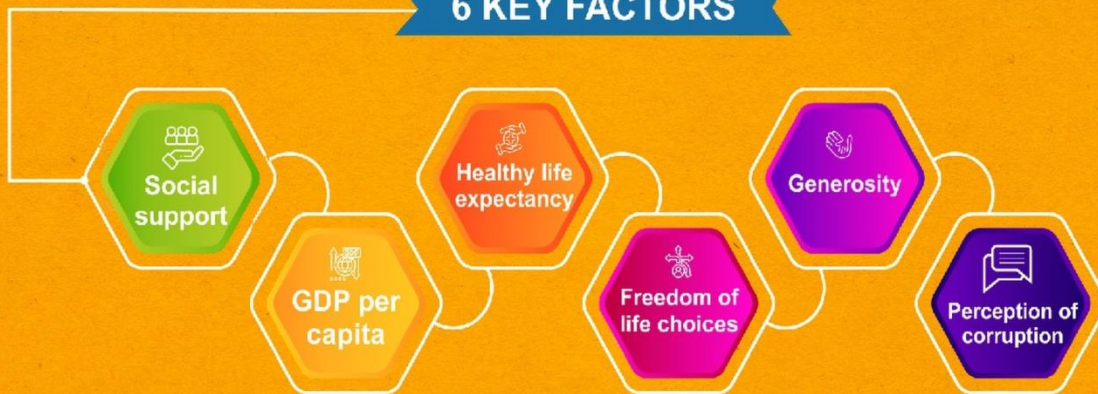 6 KEY FACTORS
Social
support
GDP per
capita
Healthy life
expectancy
Freedom of
life choices
Generosity
Perception of
corruption